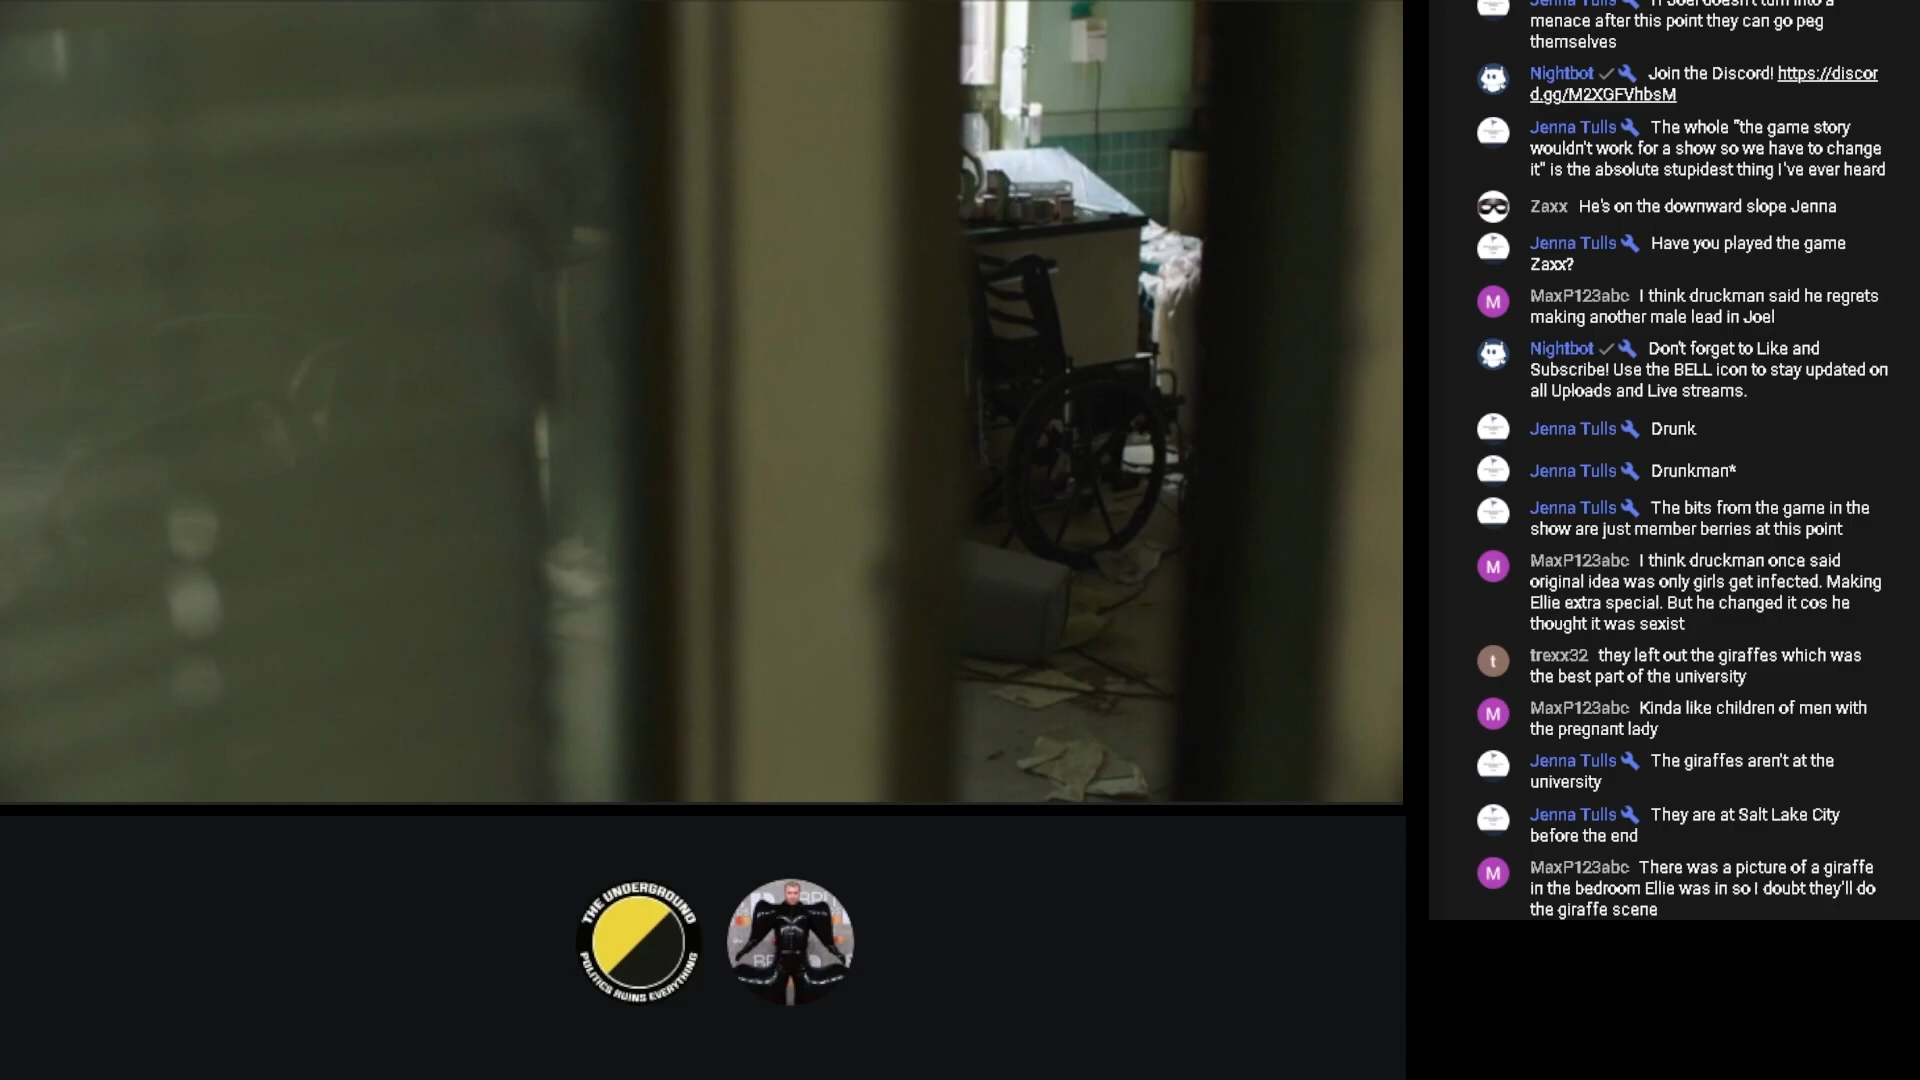 menace after this point they can go peg
themselves
Nightbot Join the Discord! https://discor
d.gg/M2XGFVhbsM
Jenna Tulls The whole "the game story
wouldn't work for a show so we have to change
it" is the absolute stupidest thing I've ever heard
Zaxx He's on the downward slope Jenna
Jenna Tulls Have you played the game
Zaxx?
MaxP123abc I think druckman said he regrets
making another male lead in Joel
Nightbot Don't forget to Like and
Subscribe! Use the BELL icon to stay updated on
all Uploads and Live streams.
Jenna Tulls Drunk
Jenna Tulls Drunkman*
Jenna Tulls The bits from the game in the
show are just member berries at this point
MaxP123abc I think druckman once said
original idea was only girls get infected. Making
Ellie extra special. But he changed it cos he
thought it was sexist
trexx32 they left out the giraffes which was
the best part of the university
MaxP123abc Kinda like children of men with
the pregnant lady
Jenna Tulls The giraffes aren't at the
university
Jenna Tulls They are at Salt Lake City
before the end
MaxP123abc There was a picture of a giraffe
in the bedroom Ellie was in so I doubt they'll do
the giraffe scene
THE UNDERGROUND
POLITICS RUINS EVERYTHING